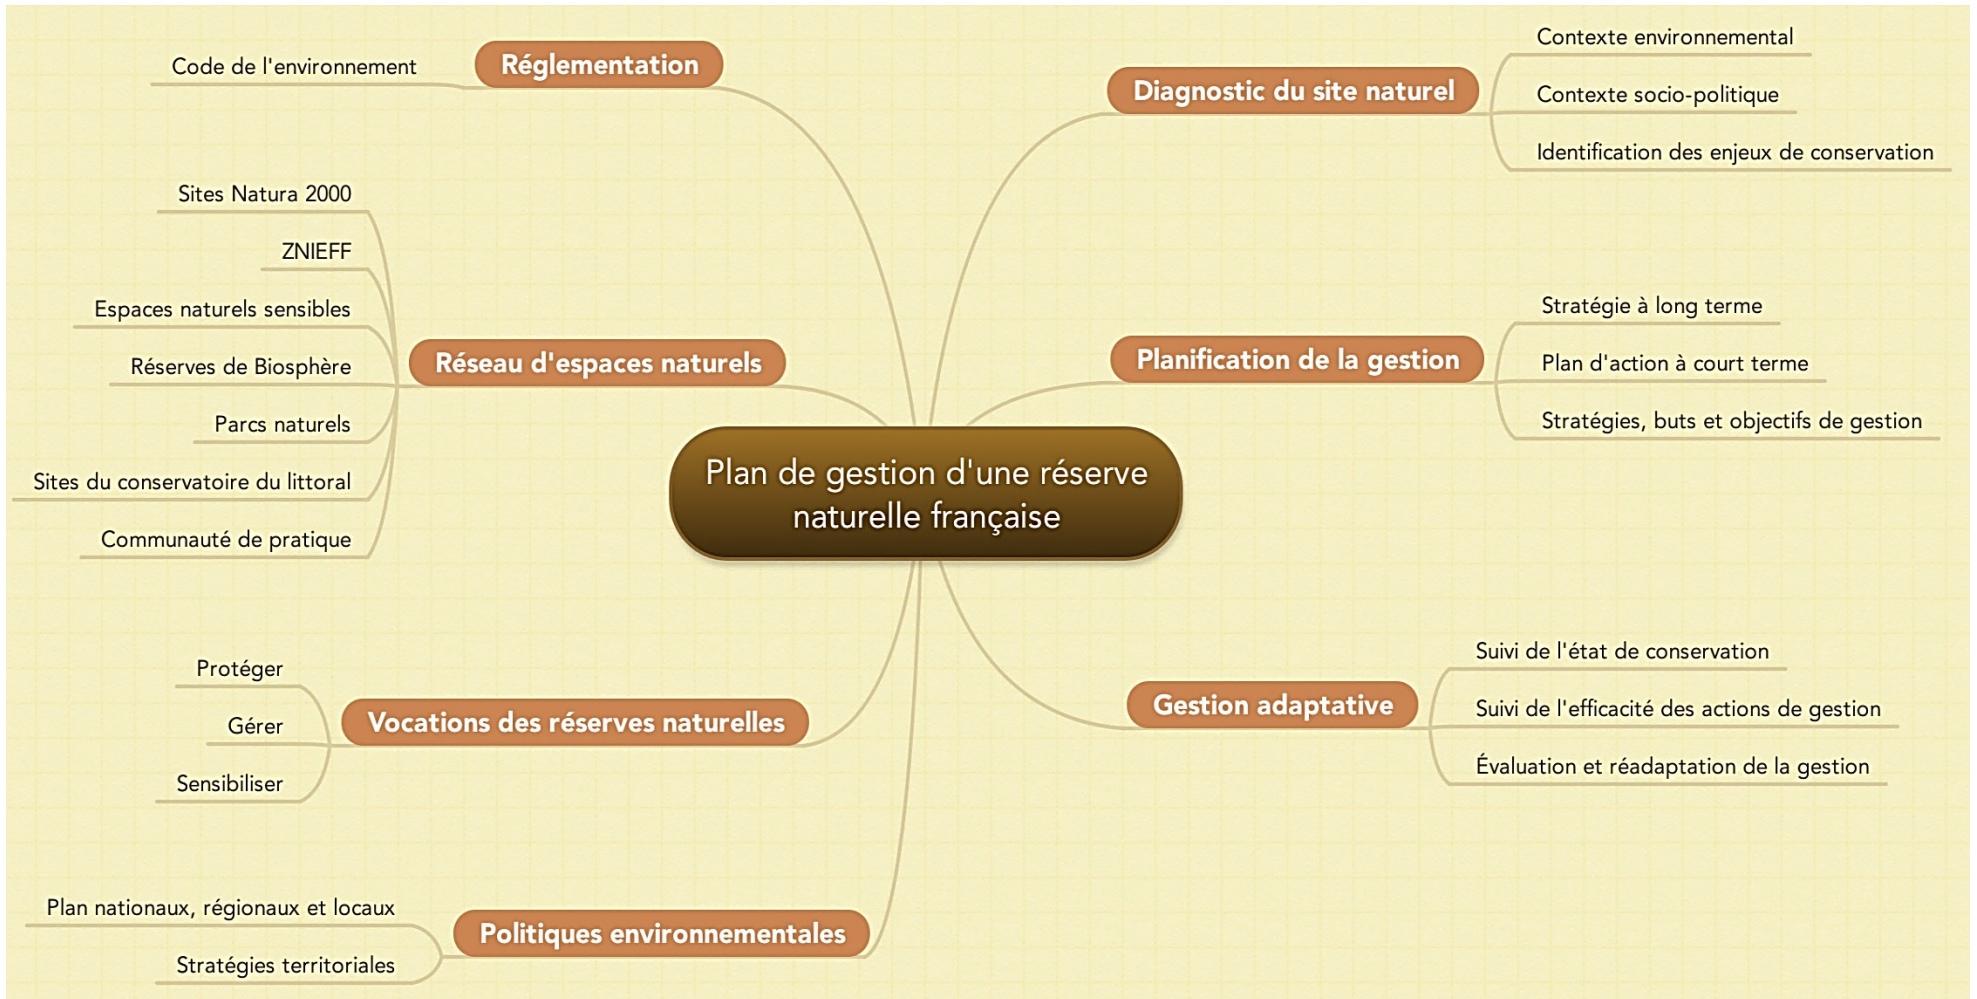 Plan de gestion d'une réserve
naturelle française
Réglementation
Code de l'environnement
Réseau d'espaces naturels
Sites Natura 2000
ZNIEFF
Espaces naturels sensibles
Réserves de Biosphère
Parcs naturels
Sites du conservatoire du littoral
Communauté de pratique
Vocations des réserves naturelles
Protéger
Gérer
Sensibiliser
Politiques environnementales
Plan nationaux, régionaux et locaux
Stratégies territoriales
Diagnostic du site naturel
Contexte environnemental
Contexte socio-politique
Identification des enjeux de conservation
Planification de la gestion
Stratégie à long terme
Plan d'action à court terme
Stratégies, buts et objectifs de gestion
Gestion adaptative
Suivi de l'état de conservation
Suivi de l'efficacité des actions de gestion
Évaluation et réadaptation de la gestion